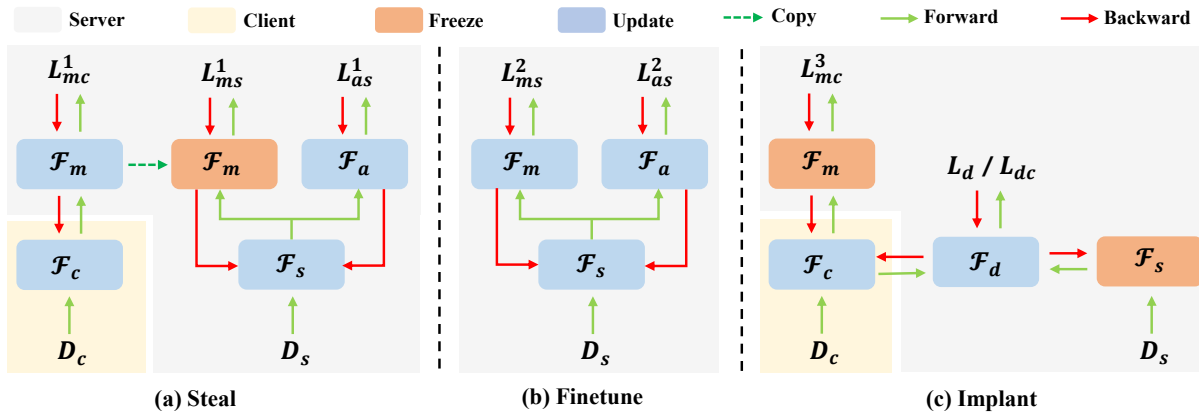 Server Client Freeze Update Copy Forward Backward
L¹mc L¹ms L¹as L²ms L²as L³mc
ℱm ℱm ℱa ℱm ℱa ℱm Ld / Ldc
ℱc ℱs ℱs ℱc ℱd ℱs
Dc Ds Ds Dc Ds
(a) Steal (b) Finetune (c) Implant